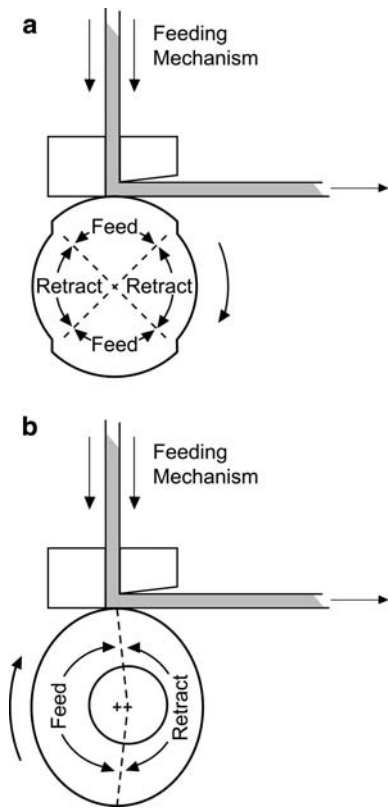 a
Feeding
Mechanism
Feed
Retract Retract
Feed
b
Feeding
Mechanism
Feed
Retract